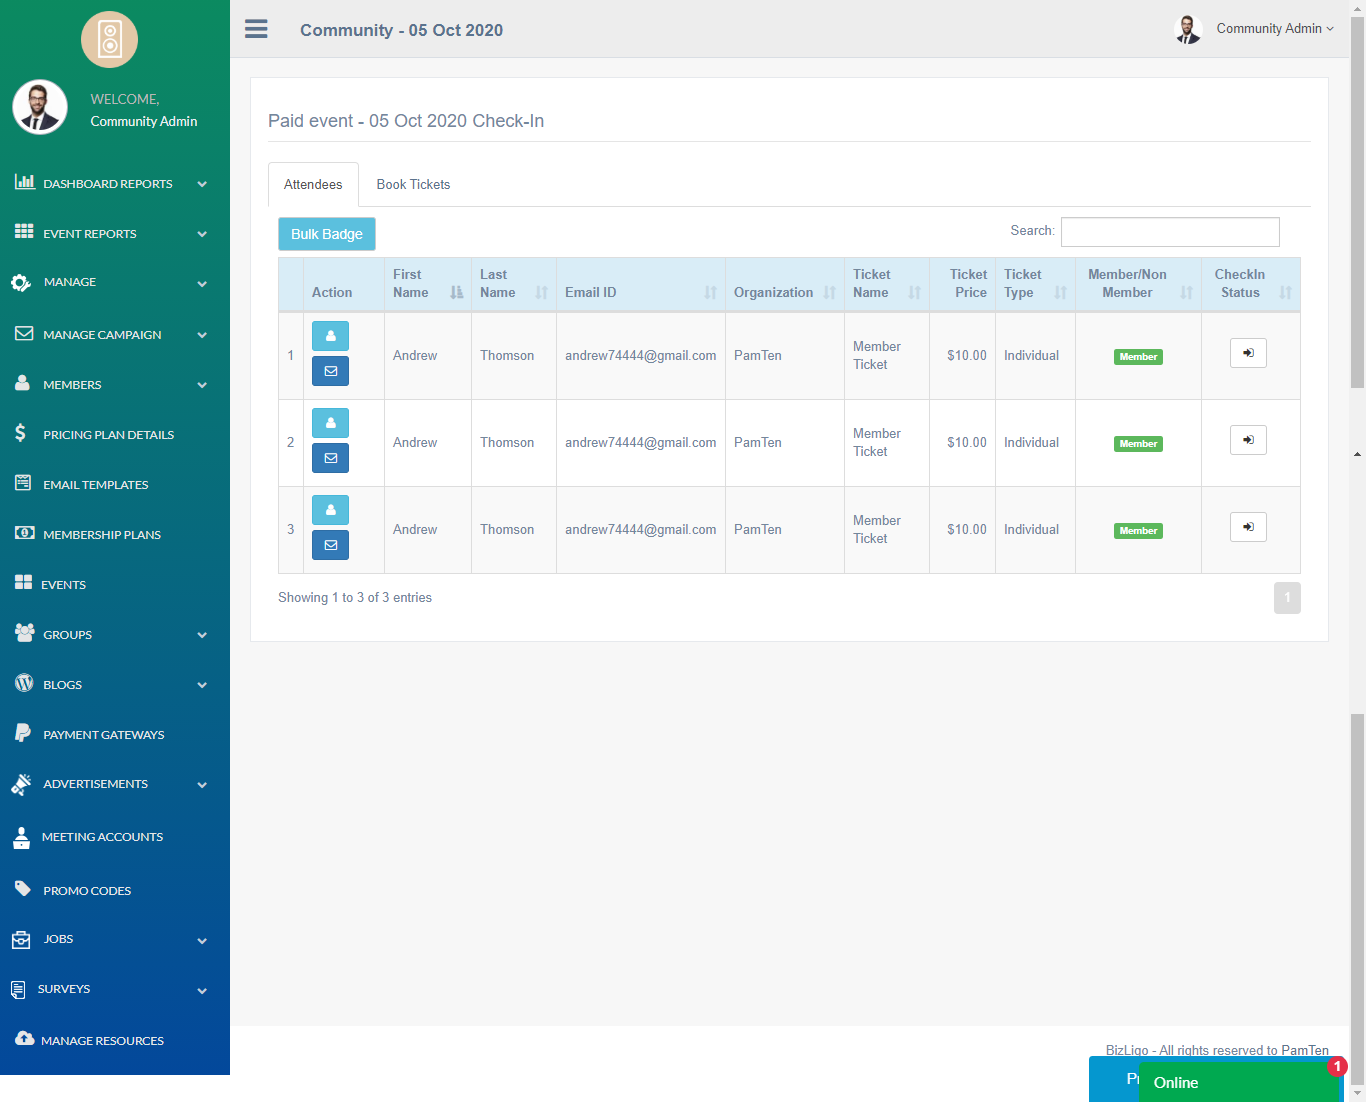 Community - 05 Oct 2020
Community Admin
WELCOME,
Community Admin
DASHBOARD REPORTS
EVENT REPORTS
MANAGE
MANAGE CAMPAIGN
MEMBERS
PRICING PLAN DETAILS
EMAIL TEMPLATES
MEMBERSHIP PLANS
EVENTS
GROUPS
BLOGS
PAYMENT GATEWAYS
ADVERTISEMENTS
MEETING ACCOUNTS
PROMO CODES
JOBS
SURVEYS
MANAGE RESOURCES
Paid event - 05 Oct 2020 Check-In
Attendees Book Tickets
Bulk Badge
Search:
Action First Name Last Name Email ID Organization Ticket Name Ticket Price Ticket Type Member/Non Member CheckIn Status
1 Andrew Thomson andrew74444@gmail.com PamTen Member Ticket $10.00 Individual Member
2 Andrew Thomson andrew74444@gmail.com PamTen Member Ticket $10.00 Individual Member
3 Andrew Thomson andrew74444@gmail.com PamTen Member Ticket $10.00 Individual Member
Showing 1 to 3 of 3 entries
1
BizLigo - All rights reserved to PamTen
Online
1